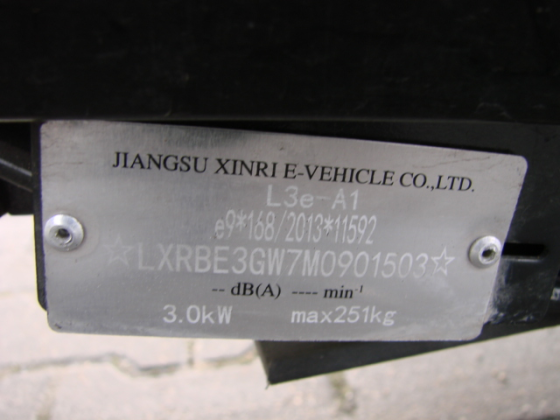 JIANGSU XINRI E-VEHICLE CO.,LTD.
L3e-A1
e9*168/2013*11592
☆LXRBE3GW7M0901503☆
-- dB(A) ---- min⁻¹
3.0kW max251kg